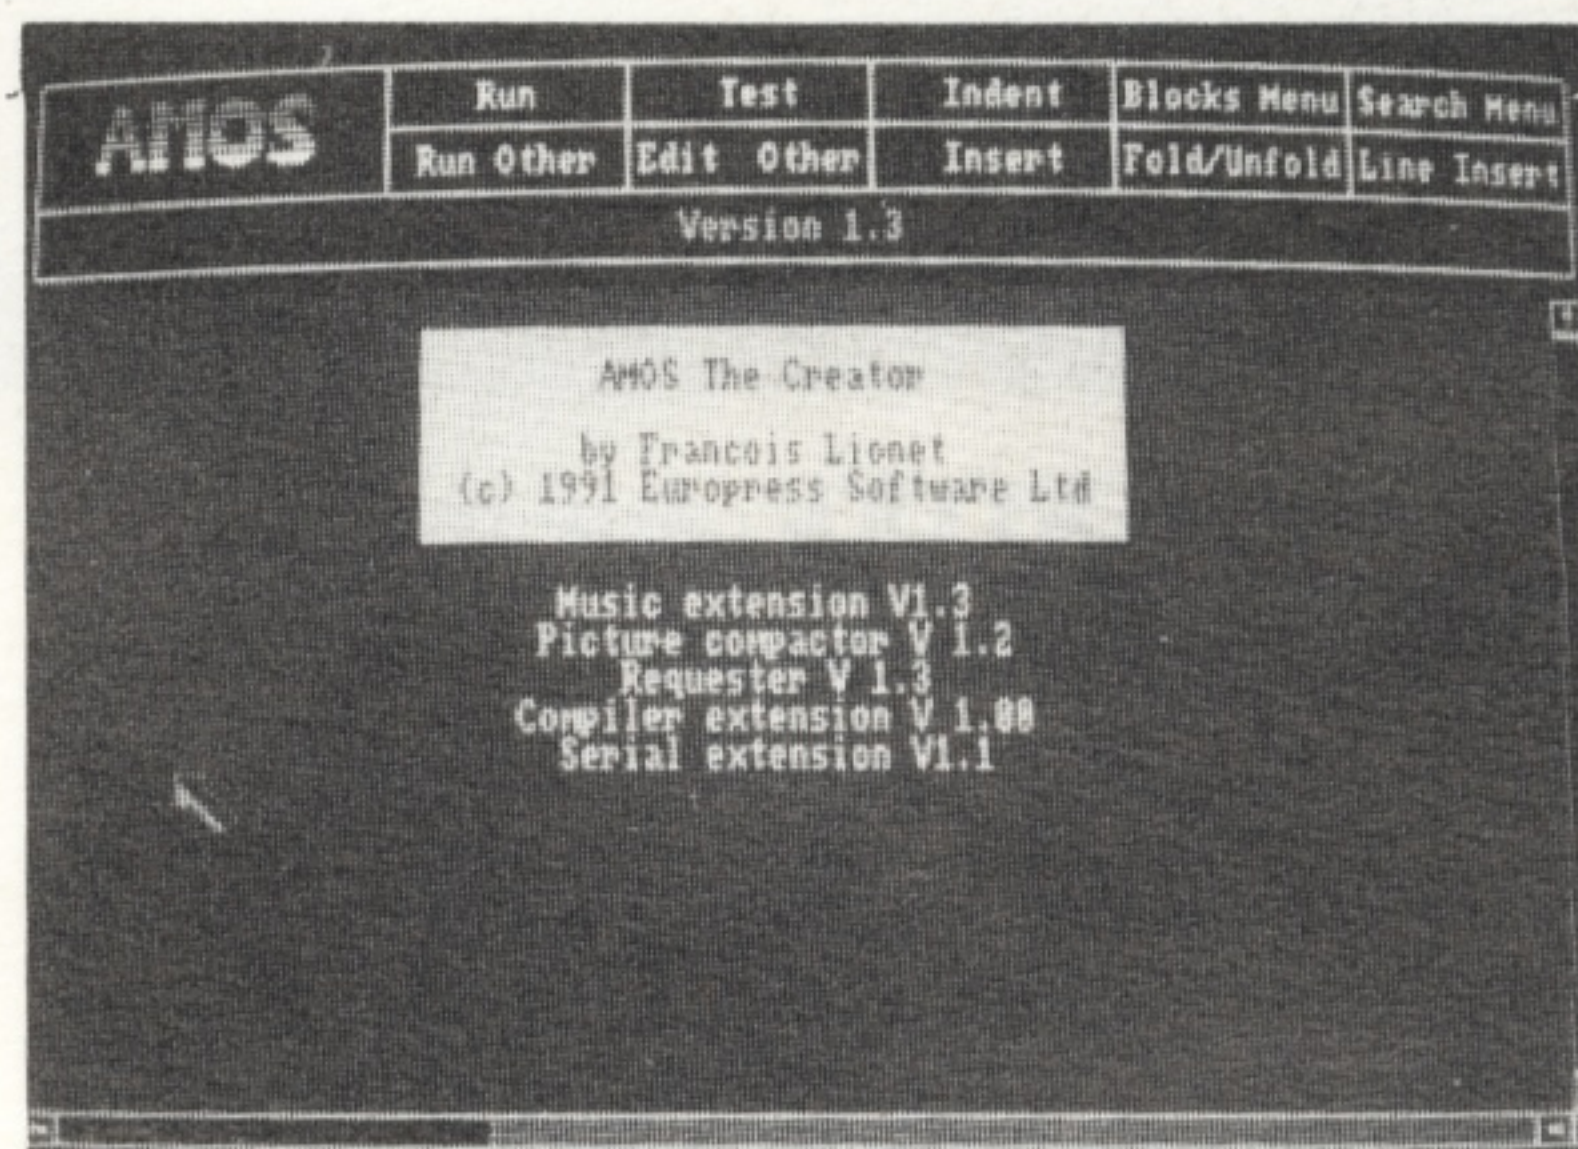 AMOS
Run Test Indent Blocks Menu Search Menu
Run Other Edit Other Insert Fold/Unfold Line Insert
Version 1.3
AMOS The Creator
by Francois Lionet
(c) 1991 Europress Software Ltd
Music extension V1.3
Picture compactor V 1.2
Requester V 1.3
Compiler extension V 1.00
Serial extension V1.1